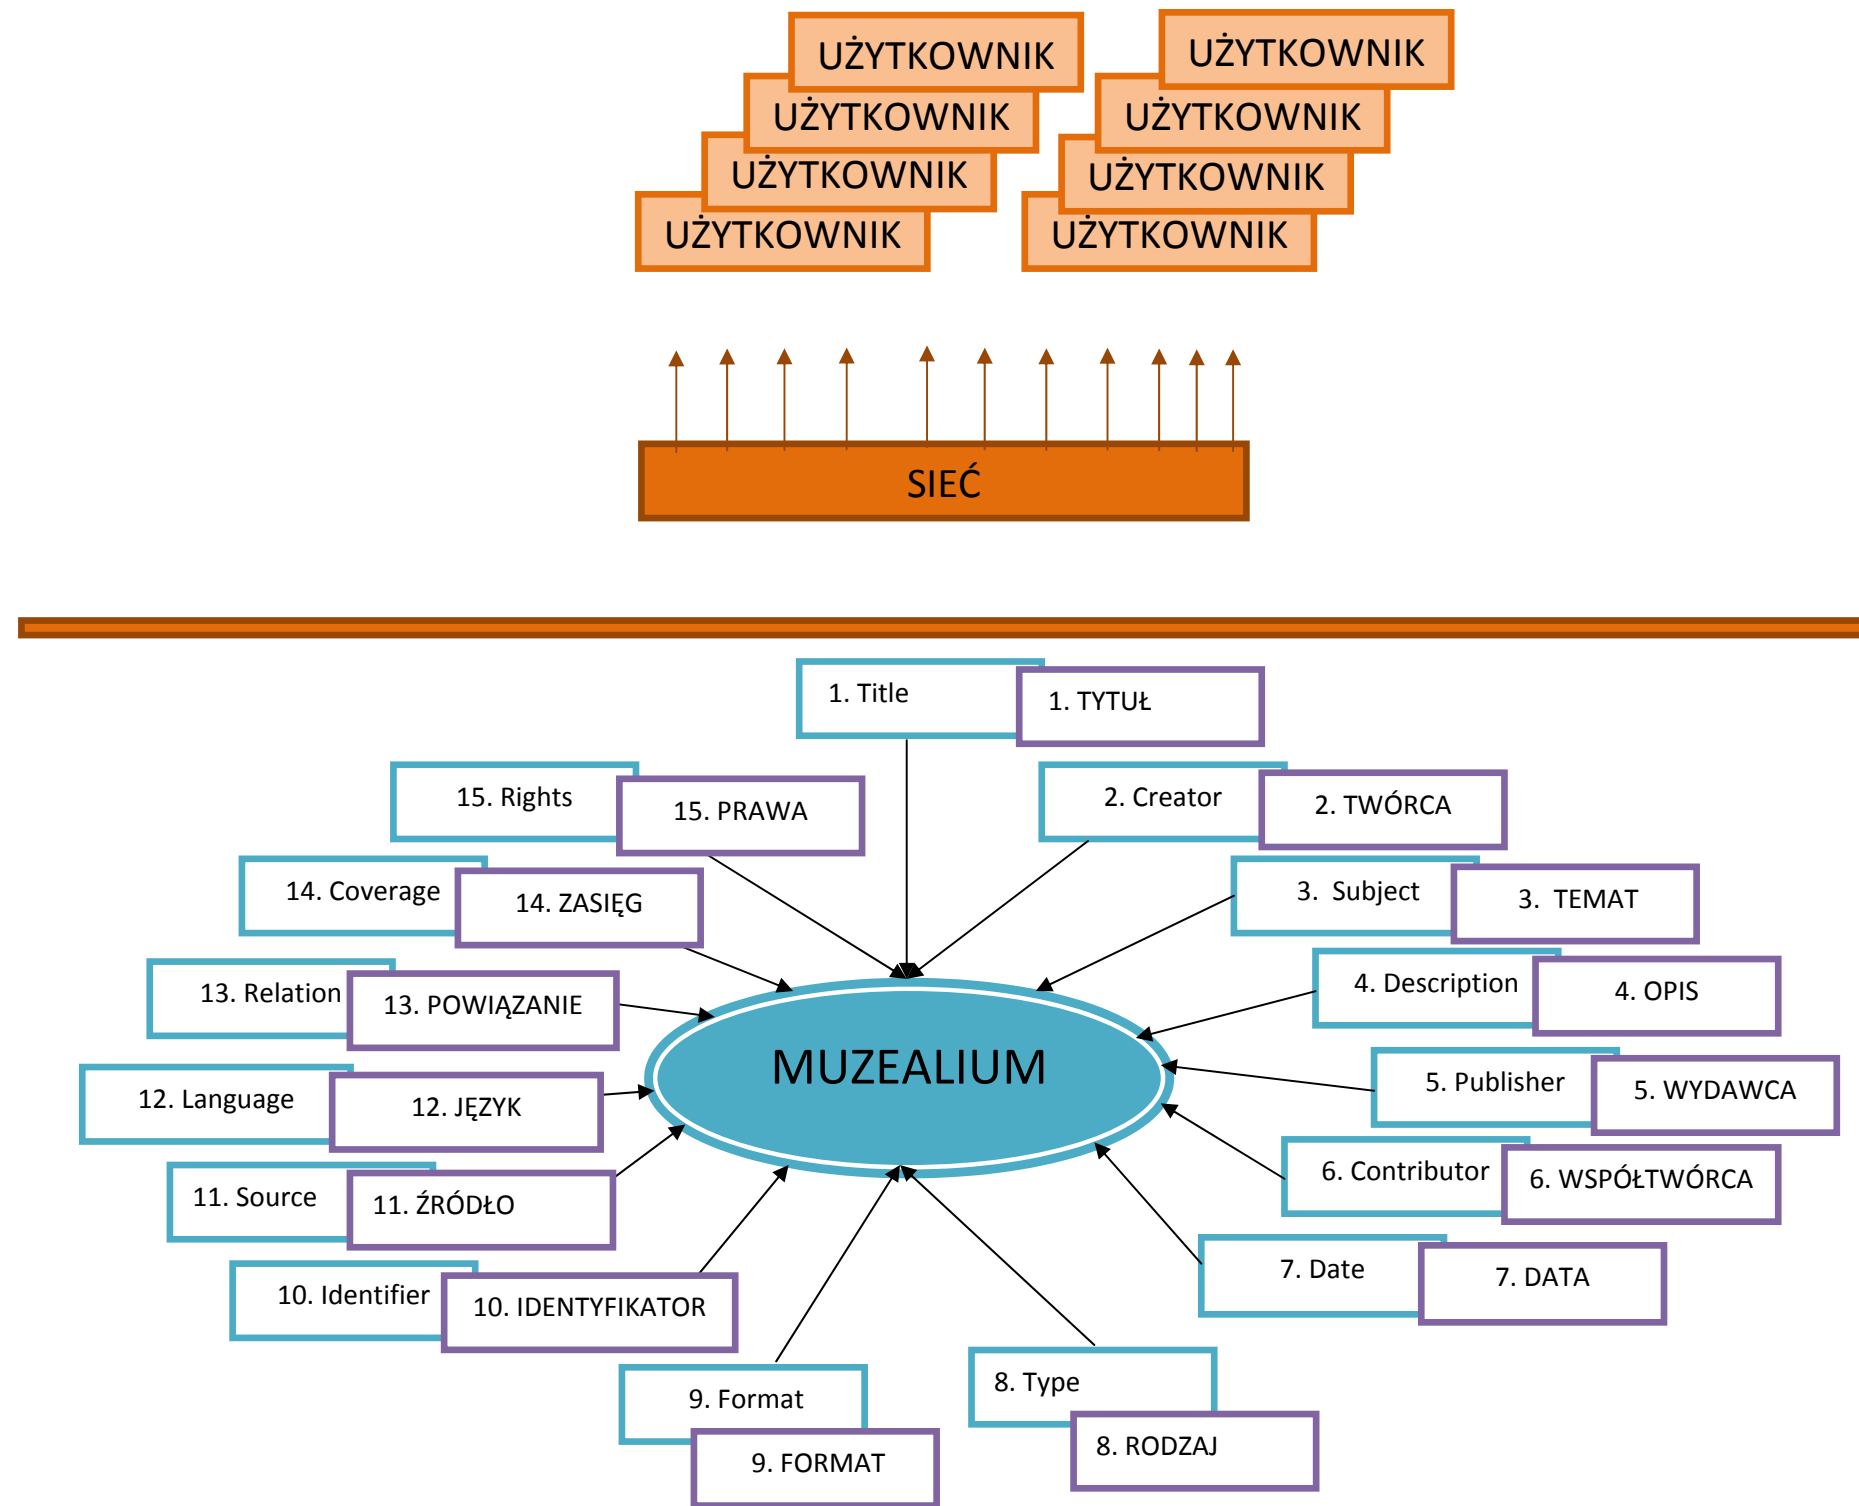 UŻYTKOWNIK
UŻYTKOWNIK
UŻYTKOWNIK
UŻYTKOWNIK
UŻYTKOWNIK
UŻYTKOWNIK
UŻYTKOWNIK
UŻYTKOWNIK
SIEĆ
1. Title
1. TYTUŁ
15. Rights
15. PRAWA
2. Creator
2. TWÓRCA
14. Coverage
14. ZASIĘG
3. Subject
3. TEMAT
13. Relation
13. POWIĄZANIE
4. Description
4. OPIS
MUZEALIUM
12. Language
12. JĘZYK
5. Publisher
5. WYDAWCA
11. Source
11. ŹRÓDŁO
6. Contributor
6. WSPÓŁTWÓRCA
10. Identifier
10. IDENTYFIKATOR
7. Date
7. DATA
9. Format
9. FORMAT
8. Type
8. RODZAJ